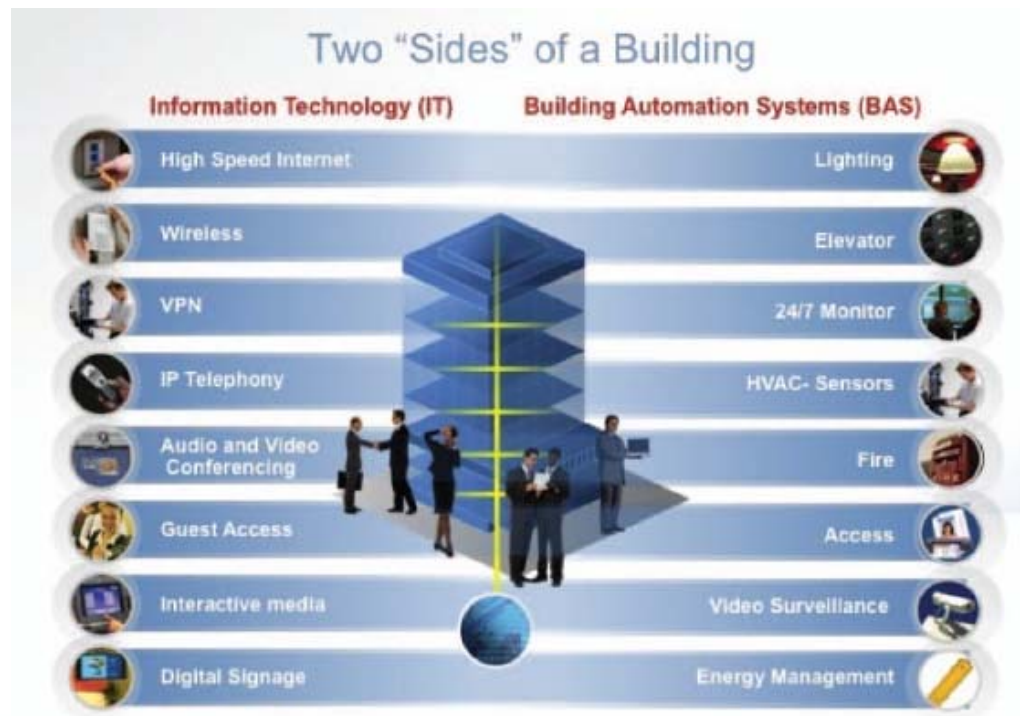 Two “Sides” of a Building
Information Technology (IT)
Building Automation Systems (BAS)
High Speed Internet
Lighting
Wireless
Elevator
VPN
24/7 Monitor
IP Telephony
HVAC- Sensors
Audio and Video
Conferencing
Fire
Guest Access
Access
Interactive media
Video Surveillance
Digital Signage
Energy Management